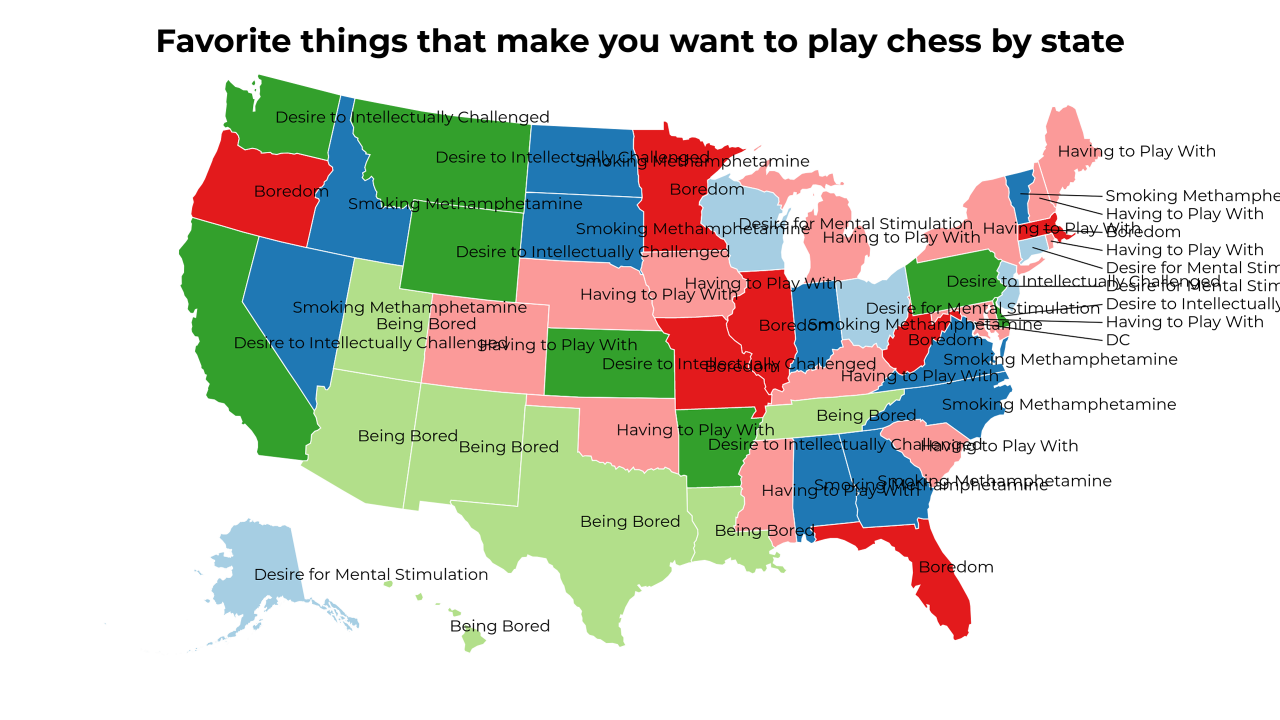 Favorite things that make you want to play chess by state
Desire to Intellectually Challenged
Having to Play With
Desire to Intellectually Challenged
Smoking Methamphetamine
Boredom
Boredom
Smoking Methamphetamine
Smoking Methamphe
Having to Play With
Desire for Mental Stimulation
Smoking Methamphetamine
Having to Play With
Having to Play With
Boredom
Having to Play With
Desire to Intellectually Challenged
Desire for Mental Stim
Having to Play With
Desire to Intellectually Challenged
Desire for Mental Stim
Having to Play With
Desire to Intellectually
Smoking Methamphetamine
Desire for Mental Stimulation
Being Bored
Boredom
Smoking Methamphetamine
Having to Play With
Desire to Intellectually Challenged
Having to Play With
Boredom
DC
Smoking Methamphetamine
Desire to Intellectually Challenged
Boredom
Having to Play With
Smoking Methamphetamine
Being Bored
Having to Play With
Being Bored
Being Bored
Desire to Intellectually Challenged
Having to Play With
Having to Play With
Smoking Methamphetamine
Smoking Methamphetamine
Being Bored
Being Bored
Boredom
Desire for Mental Stimulation
Being Bored